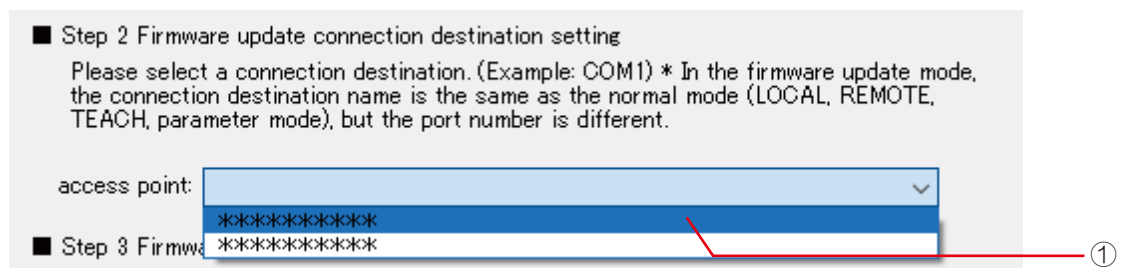 ■ Step 2 Firmware update connection destination setting
Please select a connection destination. (Example: COM1) * In the firmware update mode,
the connection destination name is the same as the normal mode (LOCAL, REMOTE,
TEACH, parameter mode), but the port number is different.
access point:
**********
**********
■ Step 3 Firmwa
①